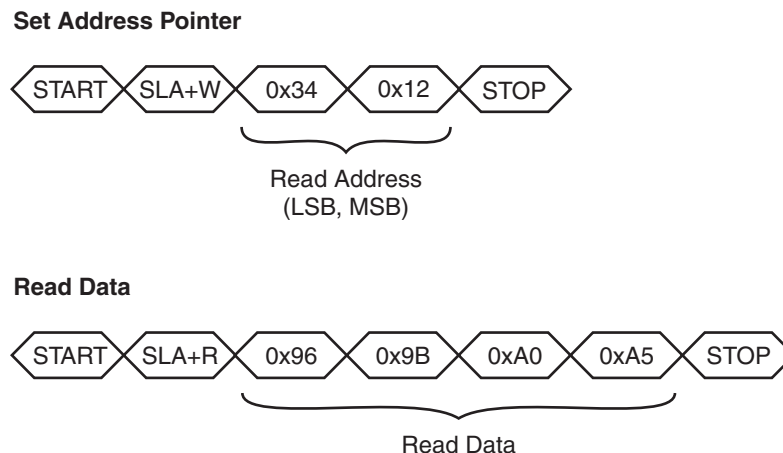 Set Address Pointer
START SLA+W 0x34 0x12 STOP
Read Address
(LSB, MSB)
Read Data
START SLA+R 0x96 0x9B 0xA0 0xA5 STOP
Read Data